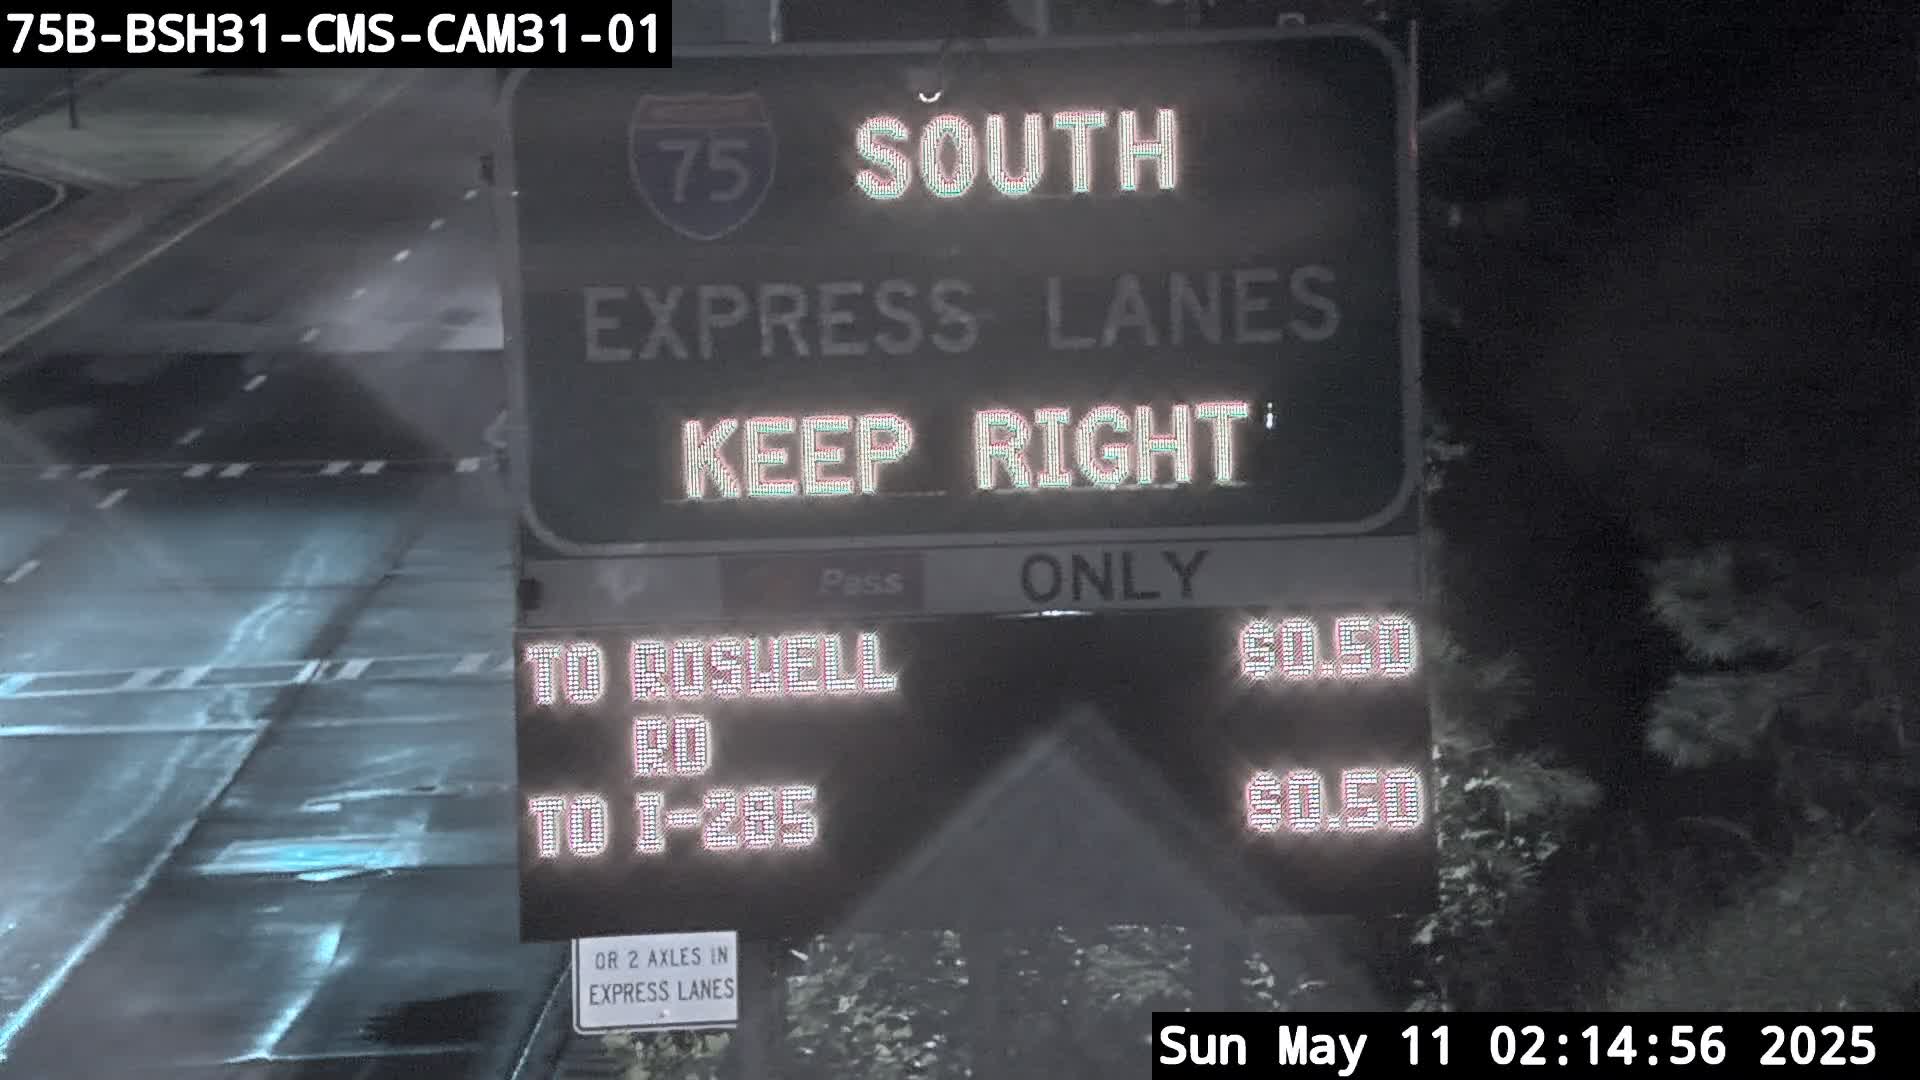 75B-BSH31-CMS-CAM31-01
75 SOUTH
EXPRESS LANES
KEEP RIGHT
Pass ONLY
TO ROSWELL $0.50
RD
TO I-285 $0.50
OR 2 AXLES IN
EXPRESS LANES
Sun May 11 02:14:56 2025